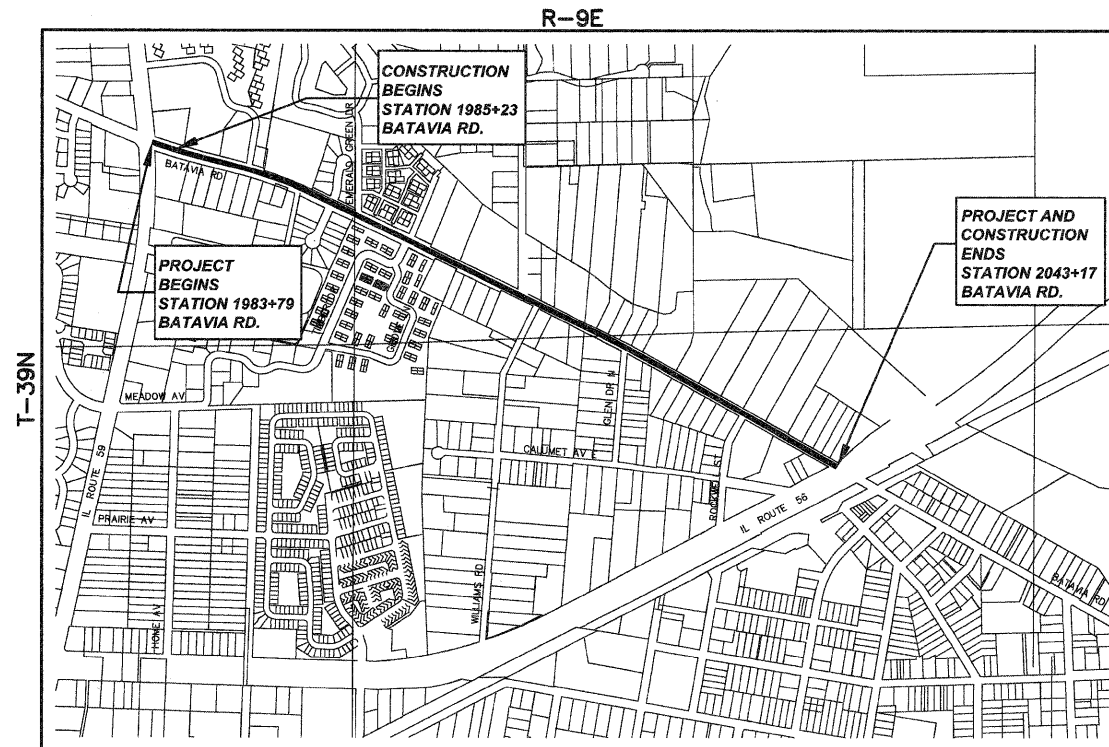 R-9E
CONSTRUCTION
BEGINS
STATION 1985+23
BATAVIA RD.
EMERALD GREEN DR
BATAVIA RD
PROJECT
BEGINS
STATION 1983+79
BATAVIA RD.
PROJECT AND
CONSTRUCTION
ENDS
STATION 2043+17
BATAVIA RD.
T-39N
MEADOW AV
GLEN DR N
CALUMET AV E
ROCKWELL ST
IL ROUTE 59
IL ROUTE 56
PRAIRIE AV
HOME AV
WILLIAMS RD
BATAVIA RD